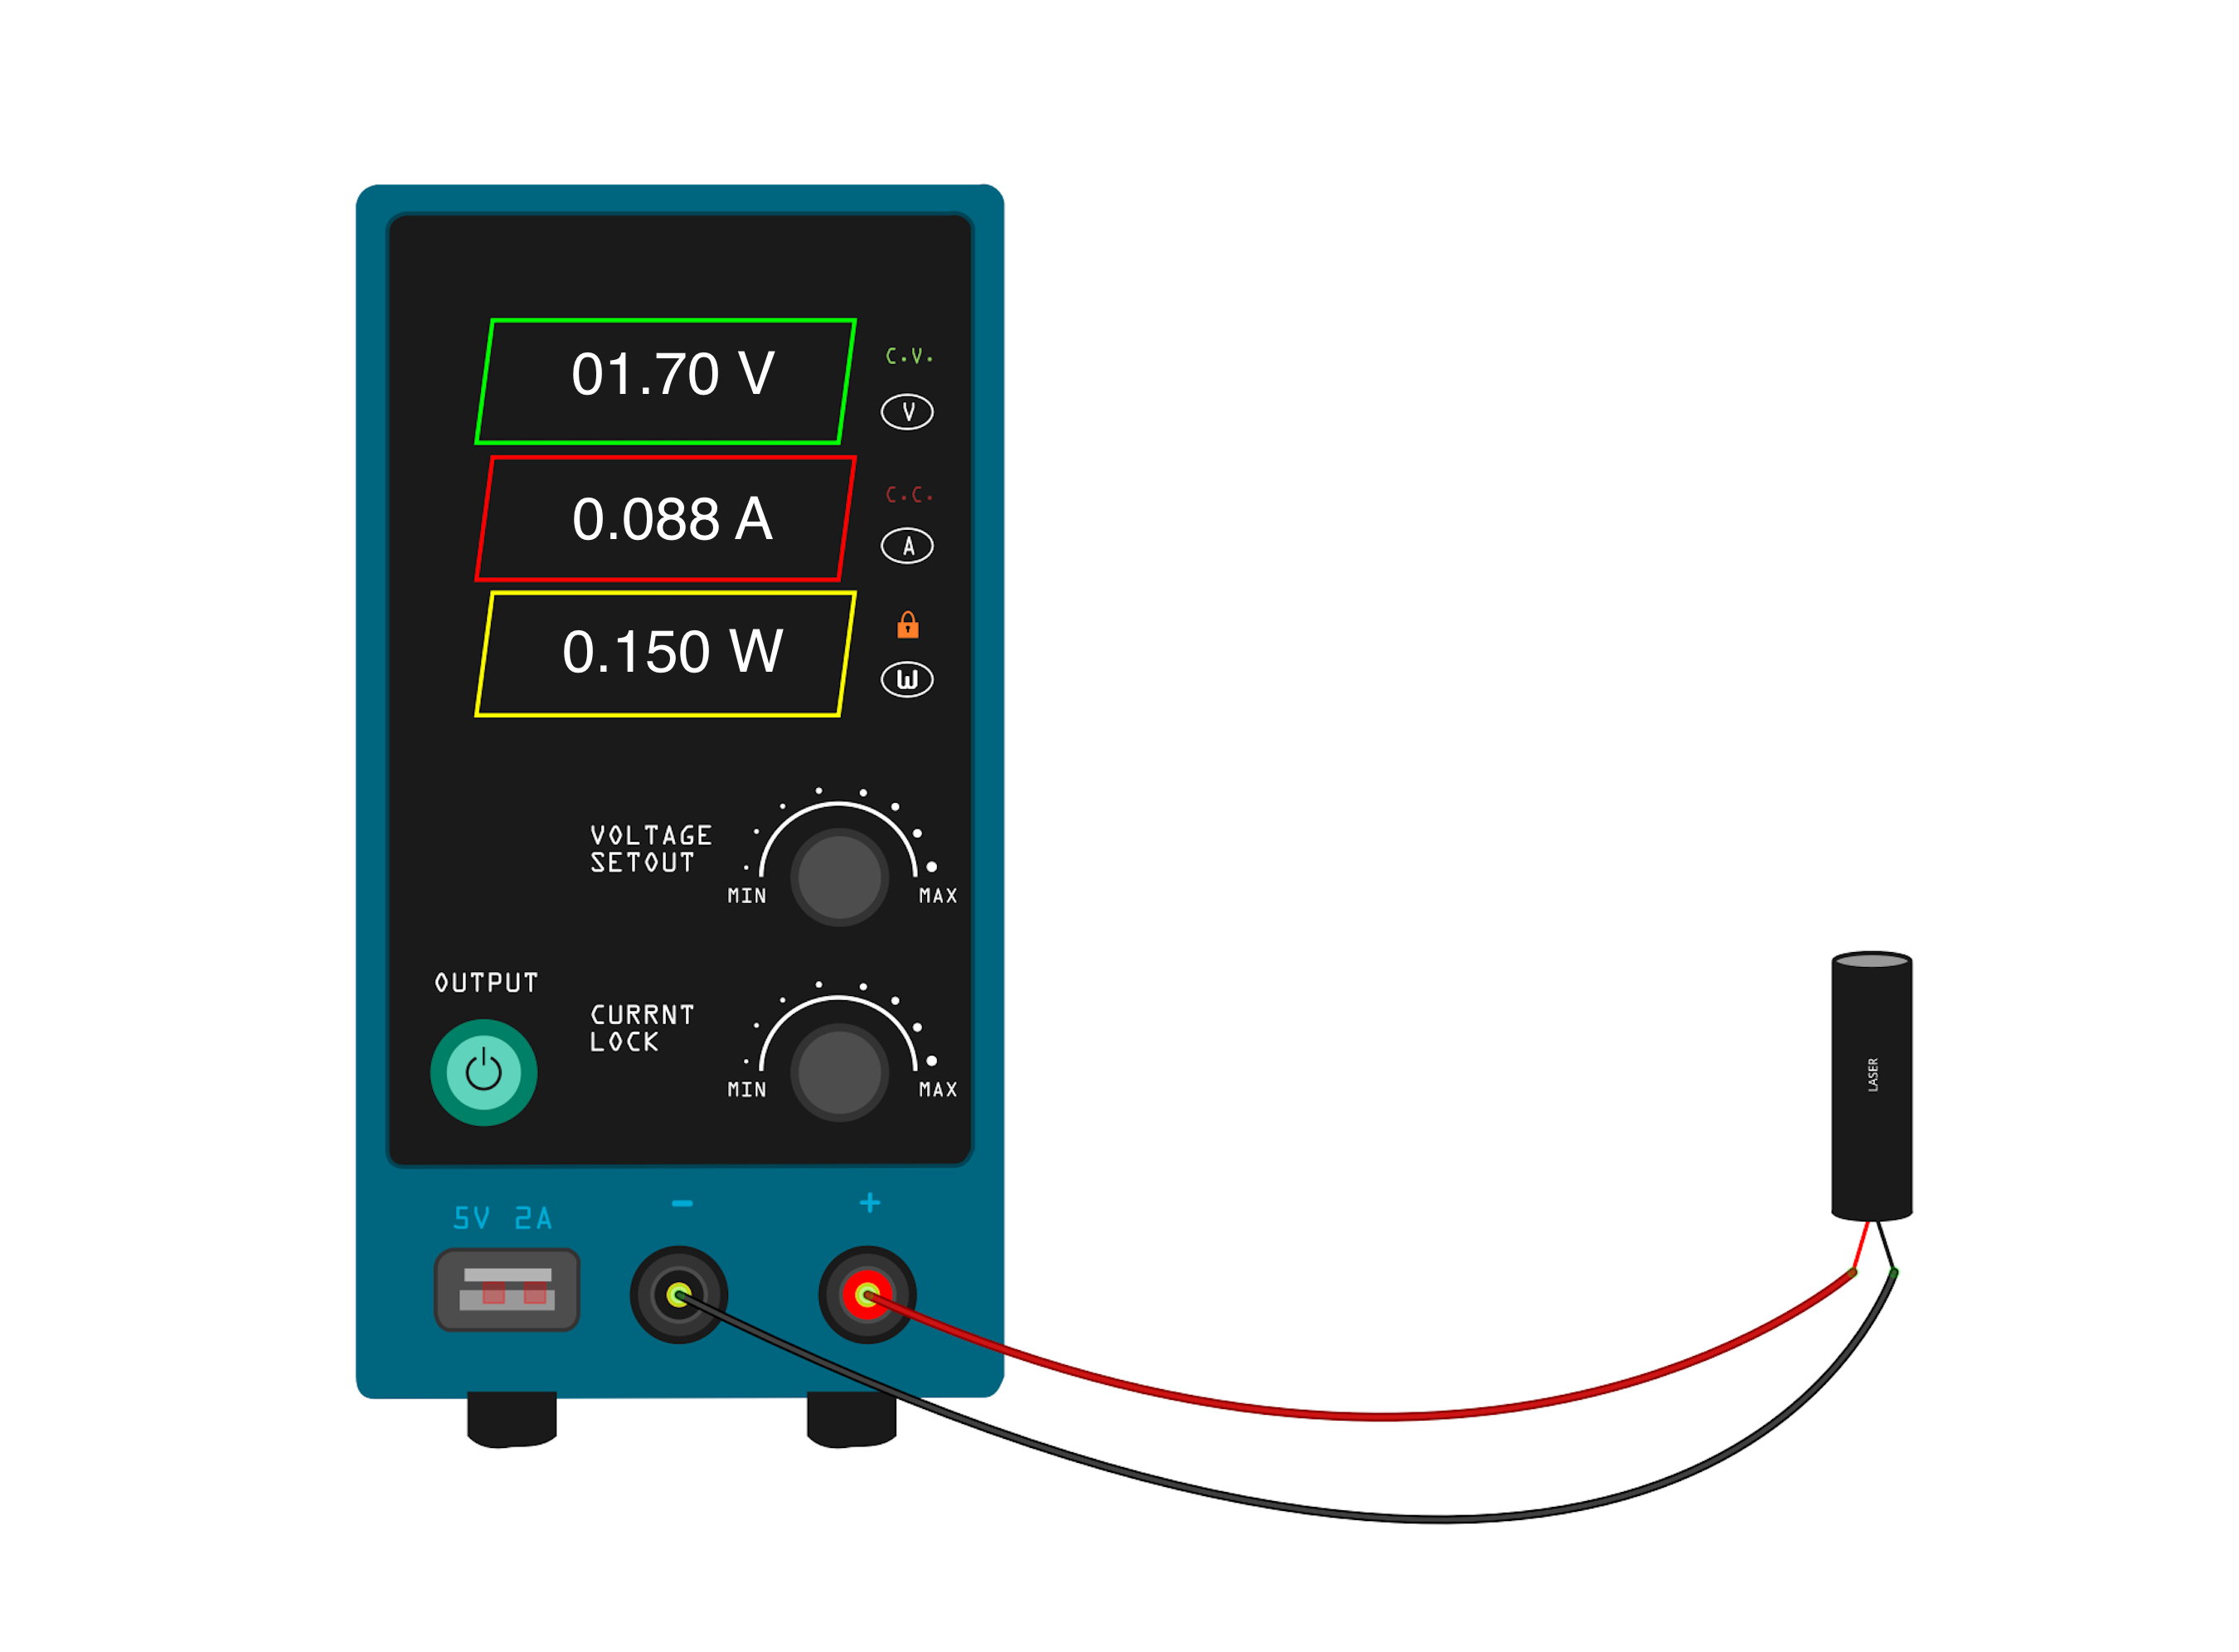 01.70 V
C.V.
V
0.088 A
C.C.
A
0.150 W
W
VOLTAGE
SETOUT
MIN
MAX
OUTPUT
CURRNT
LOCK
MIN
MAX
LASER
5V 2A
-
+